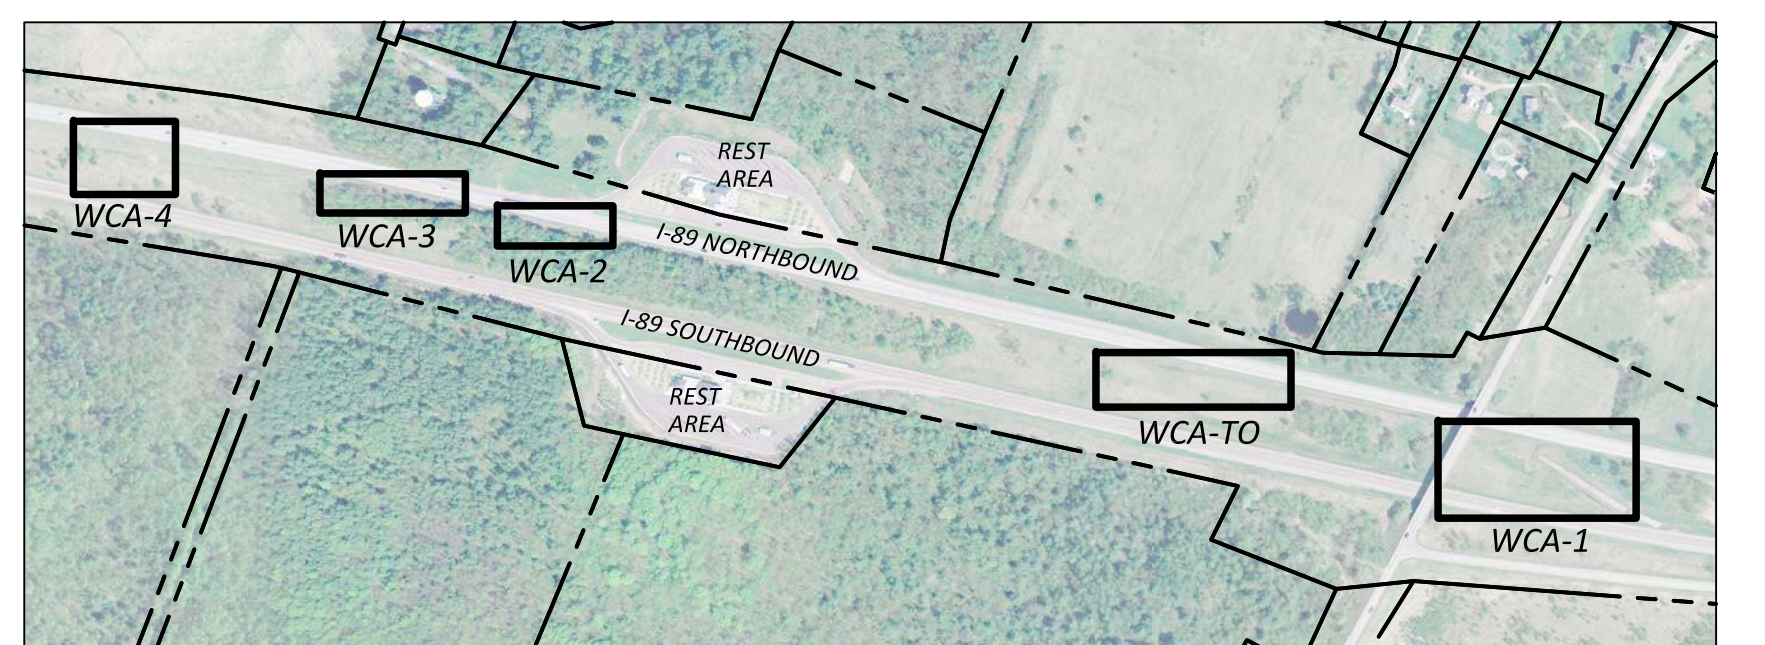 REST
AREA
WCA-4
WCA-3
WCA-2
I-89 NORTHBOUND
I-89 SOUTHBOUND
REST
AREA
WCA-TO
WCA-1